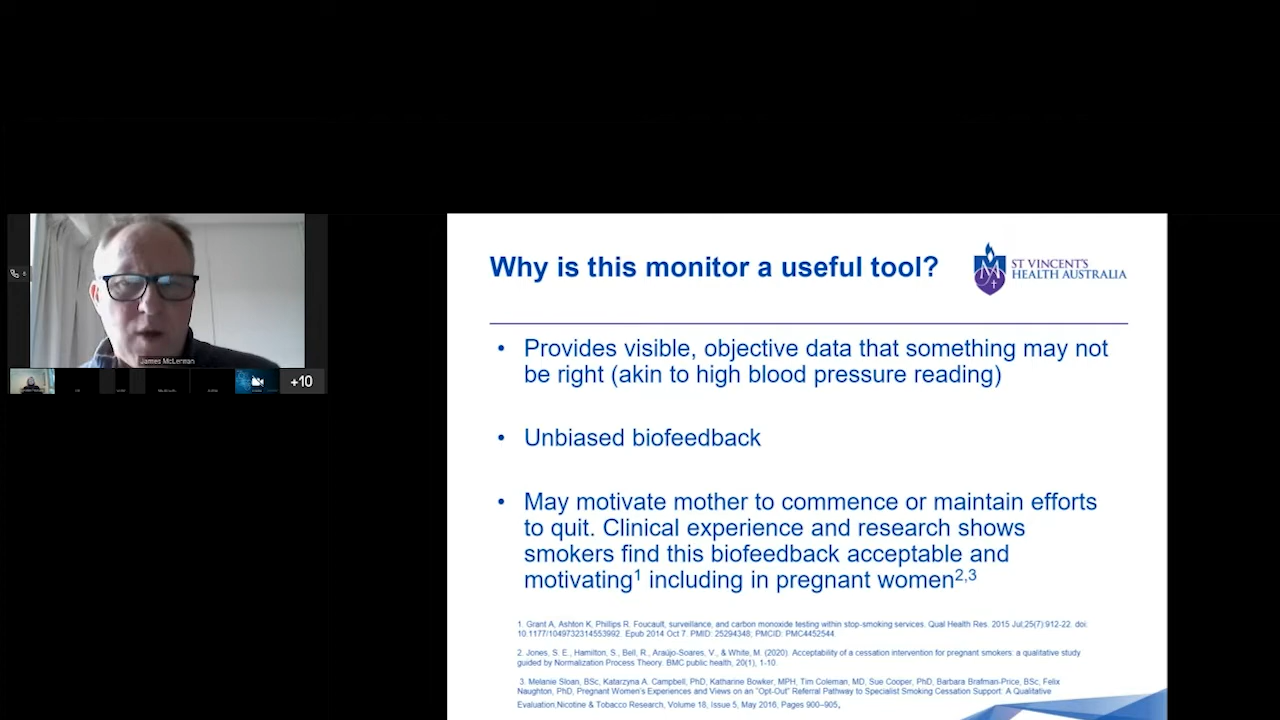 Why is this monitor a useful tool?
ST VINCENT'S
HEALTH AUSTRALIA
• Provides visible, objective data that something may not
be right (akin to high blood pressure reading)
• Unbiased biofeedback
• May motivate mother to commence or maintain efforts
to quit. Clinical experience and research shows
smokers find this biofeedback acceptable and
motivating1 including in pregnant women2,3
1. Grant A, Ashton K, Phillips R. Foucault, surveillance, and carbon monoxide testing within stop-smoking services. Qual Health Res. 2015 Jul;25(7):912-22. doi:
10.1177/1049732314553992. Epub 2014 Oct 7. PMID: 25294348; PMCID: PMC4452544.
2. Jones, S. E., Hamilton, S., Bell, R., Araújo-Soares, V., & White, M. (2020). Acceptability of a cessation intervention for pregnant smokers: a qualitative study
guided by Normalization Process Theory. BMC public health, 20(1), 1-10.
3. Melanie Sloan, BSc, Katarzyna A. Campbell, PhD, Katharine Bowker, MPH, Tim Coleman, MD, Sue Cooper, PhD, Barbara Brafman-Price, BSc, Felix
Naughton, PhD, Pregnant Women's Experiences and Views on an "Opt-Out" Referral Pathway to Specialist Smoking Cessation Support: A Qualitative
Evaluation,Nicotine & Tobacco Research, Volume 18, Issue 5, May 2016, Pages 900–905,
James McLennan
+10